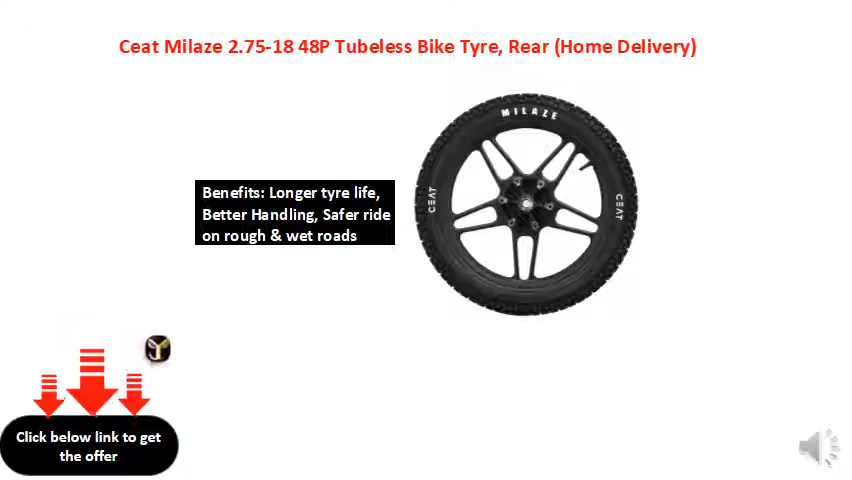 Ceat Milaze 2.75-18 48P Tubeless Bike Tyre, Rear (Home Delivery)
MILAZE
CEAT
CEAT
Benefits: Longer tyre life,
Better Handling, Safer ride
on rough & wet roads
Click below link to get
the offer